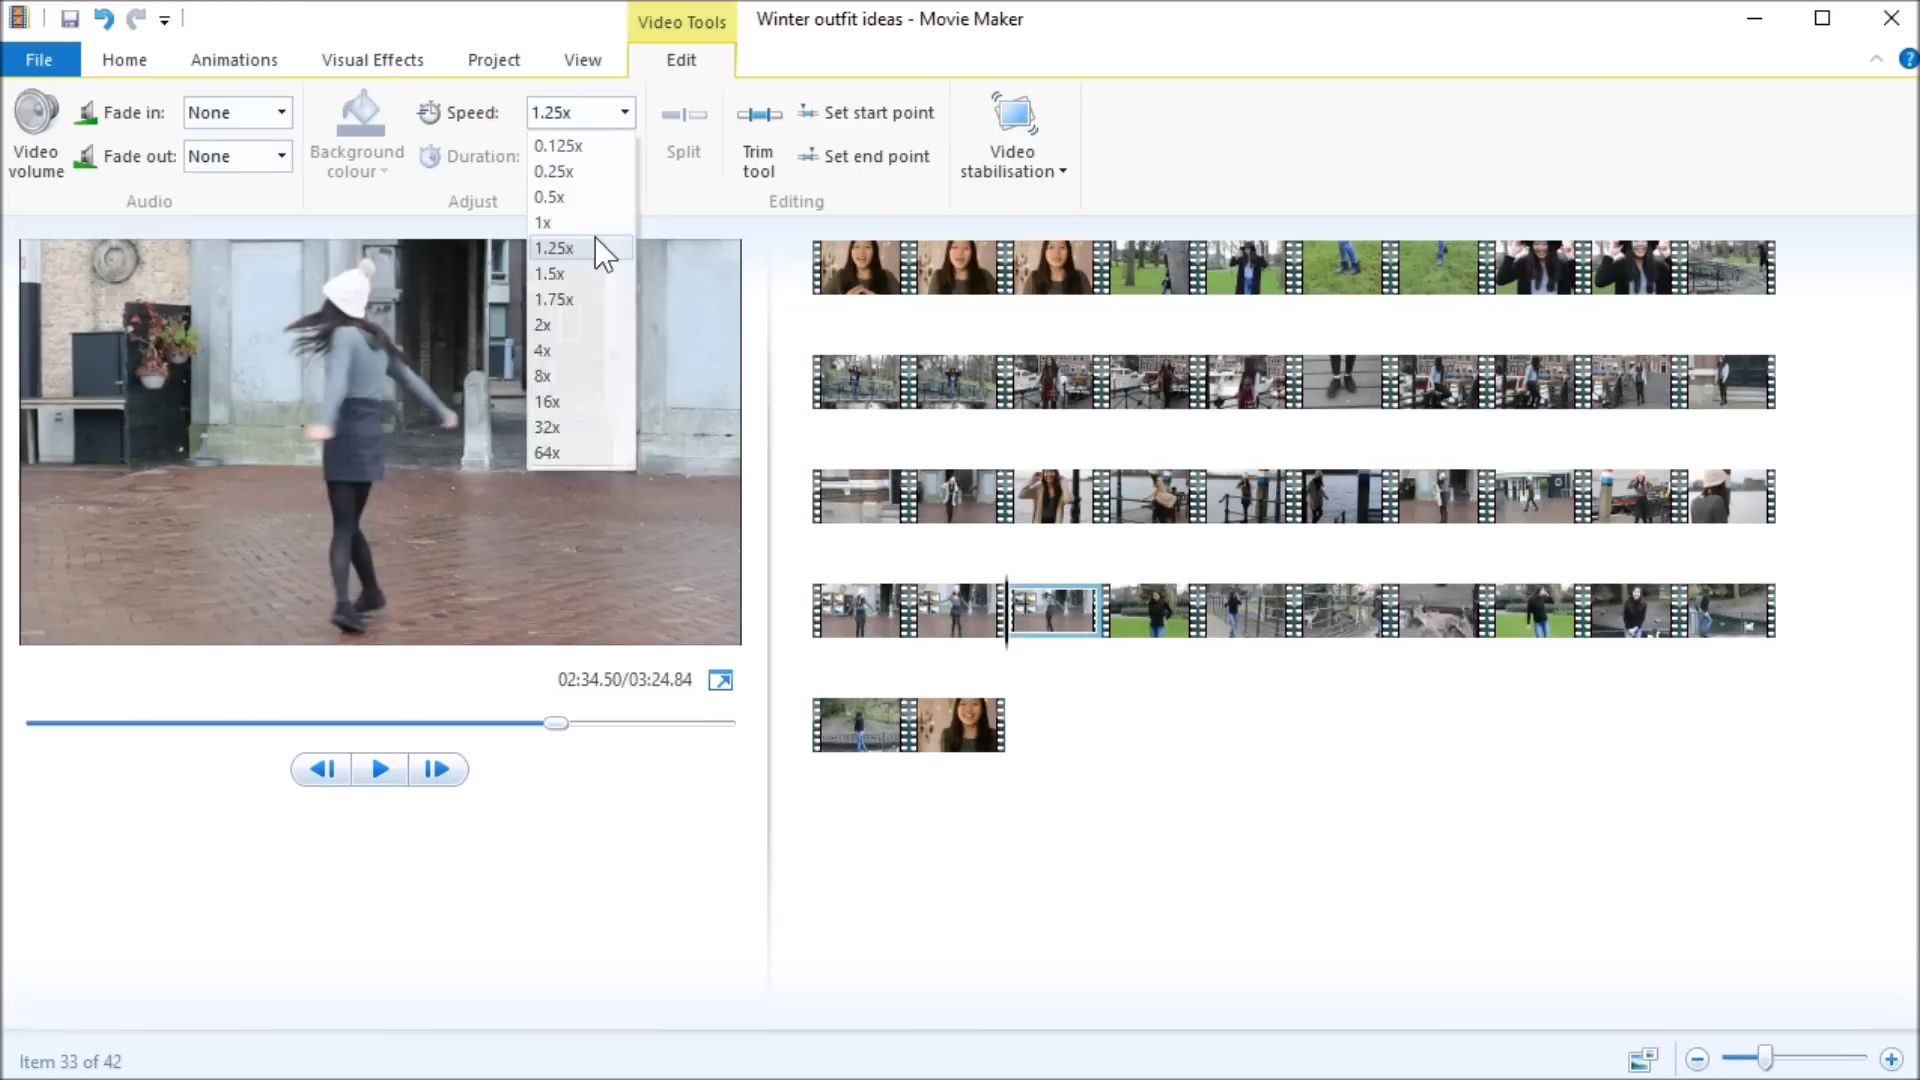 Video Tools
Winter outfit ideas - Movie Maker
File
Home
Animations
Visual Effects
Project
View
Edit
?
Video
volume
Fade in:
None
Fade out:
None
Audio
Background
colour
Speed:
1.25x
Duration:
Adjust
0.125x
0.25x
0.5x
1x
1.25x
1.5x
1.75x
2x
4x
8x
16x
32x
64x
Split
Trim
tool
Set start point
Set end point
Editing
Video
stabilisation
02:34.50/03:24.84
Item 33 of 42